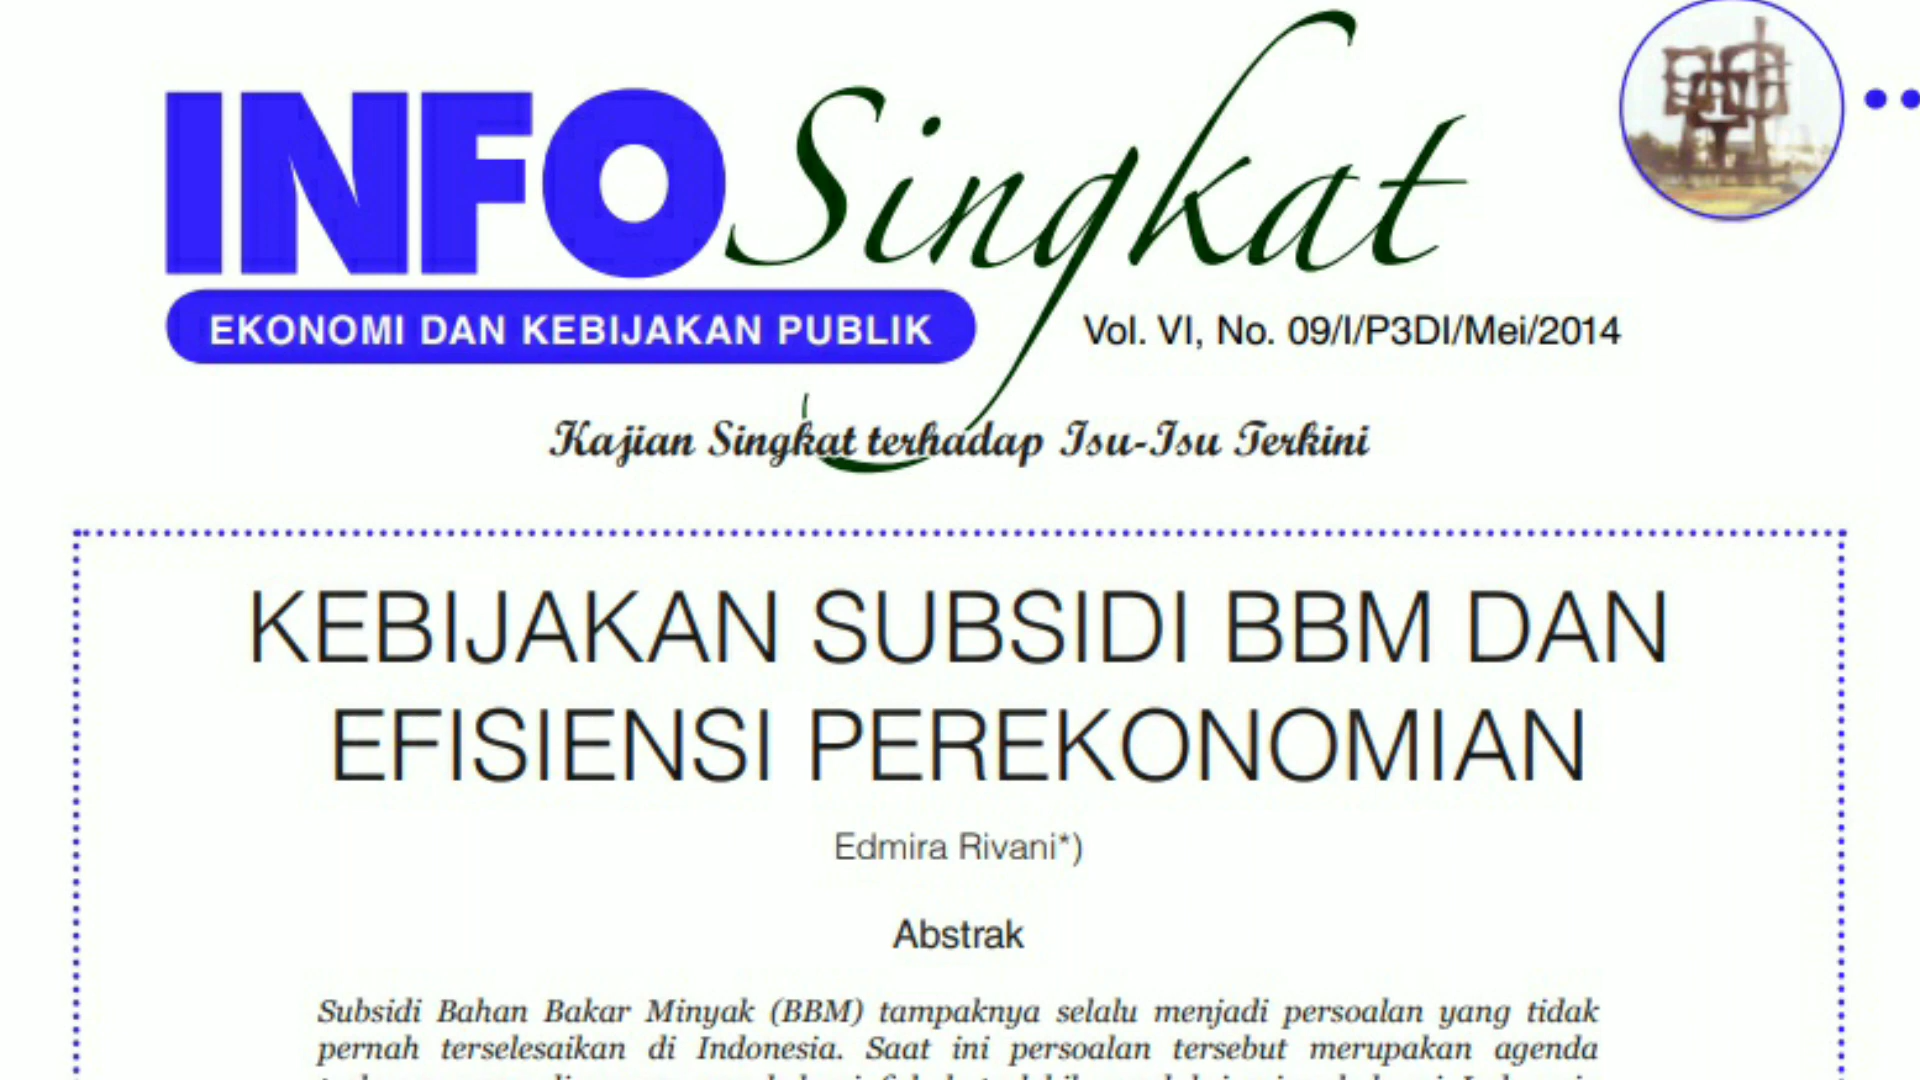 INFO Singkat
EKONOMI DAN KEBIJAKAN PUBLIK
Vol. VI, No. 09/I/P3DI/Mei/2014
Kajian Singkat terhadap Isu-Isu Terkini
KEBIJAKAN SUBSIDI BBM DAN
EFISIENSI PEREKONOMIAN
Edmira Rivani*)
Abstrak
Subsidi Bahan Bakar Minyak (BBM) tampaknya selalu menjadi persoalan yang tidak
pernah terselesaikan di Indonesia. Saat ini persoalan tersebut merupakan agenda